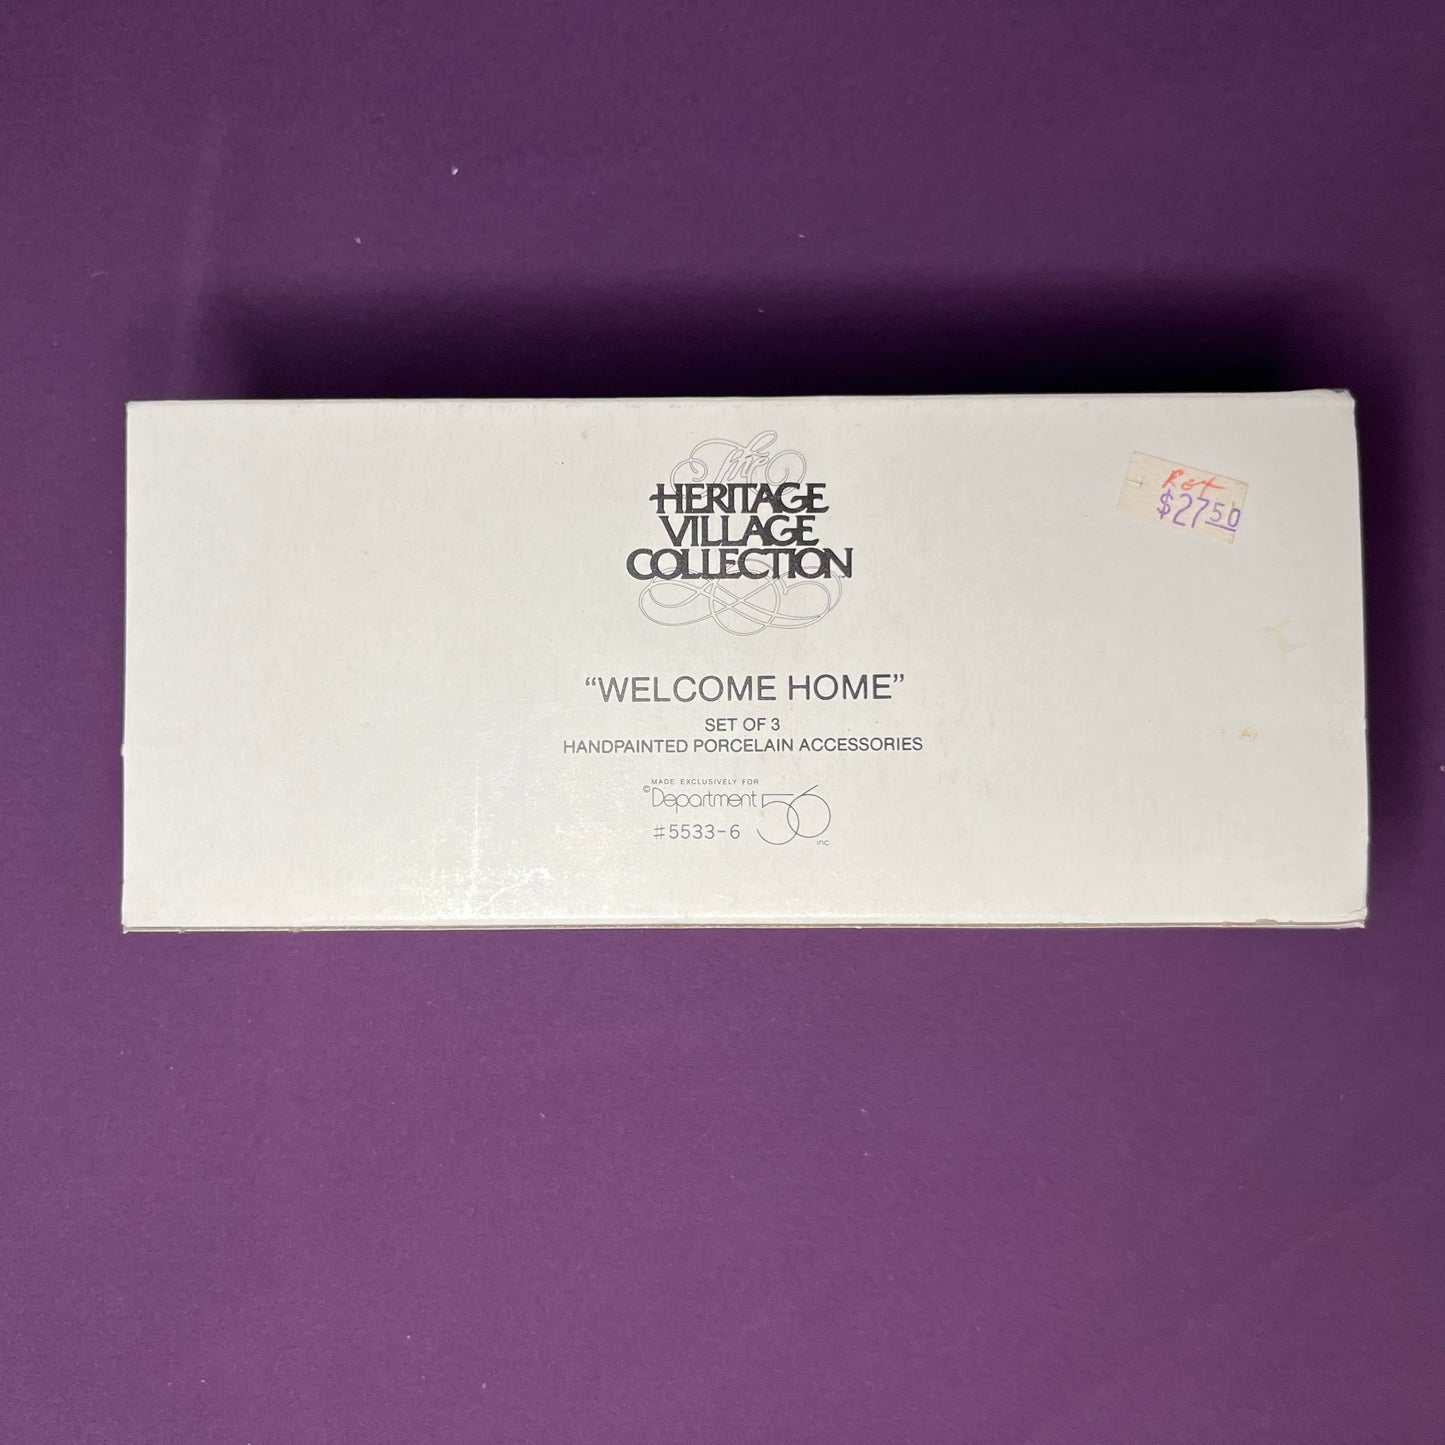 The
HERITAGE
VILLAGE
COLLECTION
“WELCOME HOME”
SET OF 3
HANDPAINTED PORCELAIN ACCESSORIES
MADE EXCLUSIVELY FOR
©Department 56
#5533-6
inc
Ret
$27.50